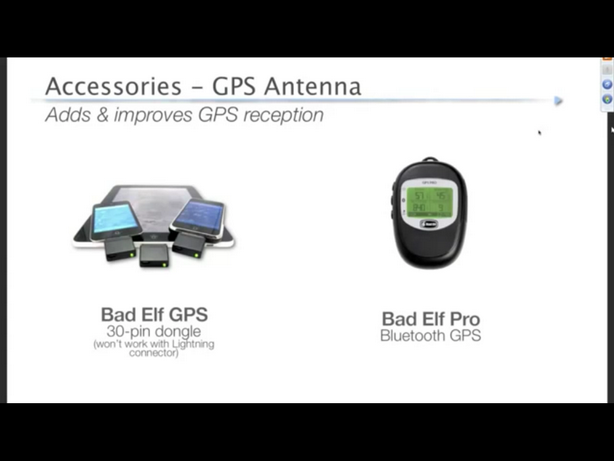 Accessories – GPS Antenna
Adds & improves GPS reception
Bad Elf GPS
30-pin dongle
(won't work with Lightning
connector)
Bad Elf Pro
Bluetooth GPS